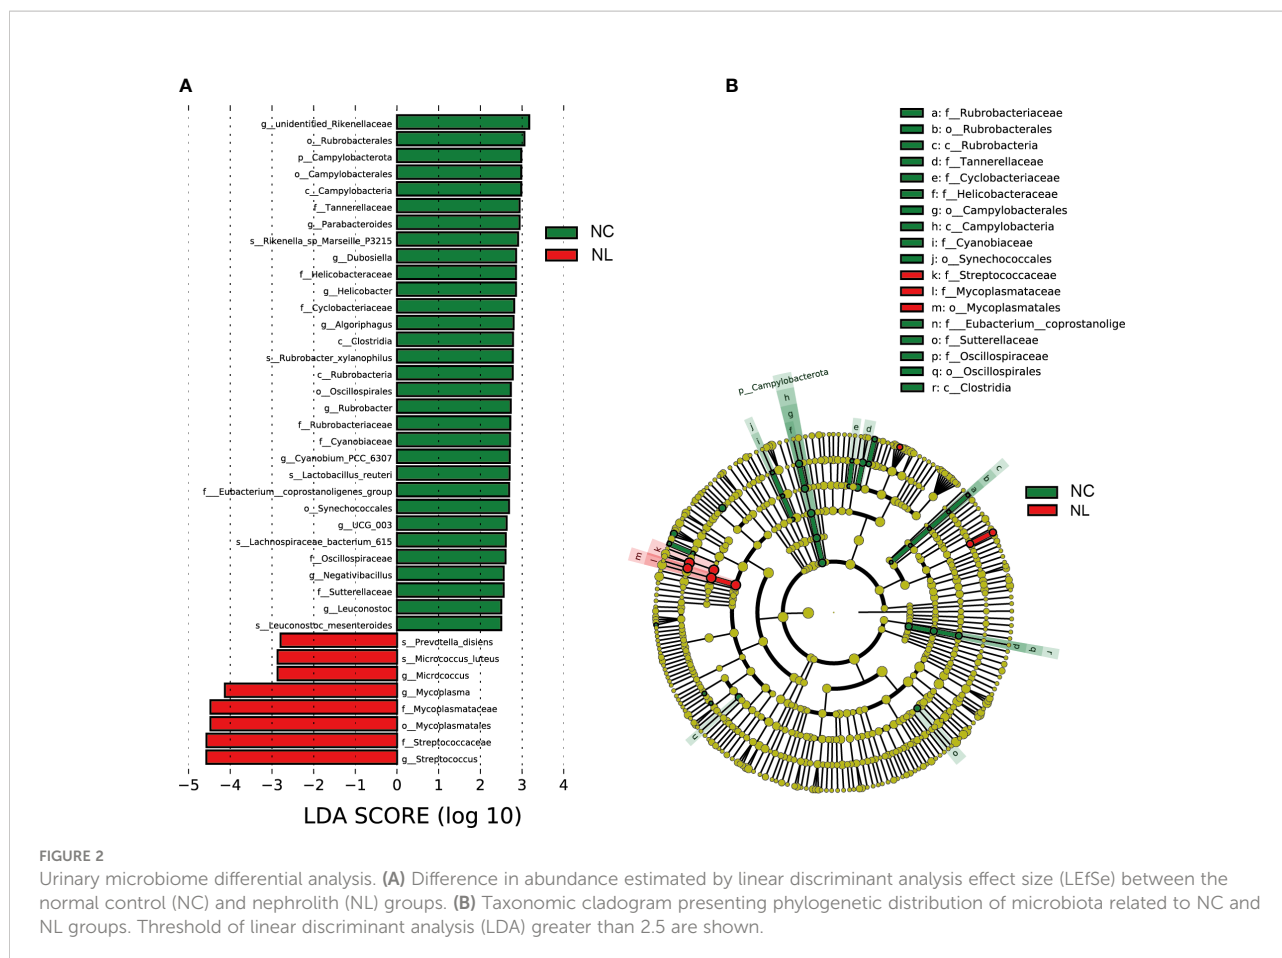 A
g__unidentified_Rikenellaceae
o__Rubrobacterales
p__Campylobacterota
o__Campylobacterales
c__Campylobacteria
f__Tannerellaceae
g__Parabacteroides
s__Rikenella_sp_Marseille_P3215
g__Dubosiella
f__Helicobacteraceae
g__Helicobacter
f__Cyclobacteriaceae
g__Algoriphagus
c__Clostridia
s__Rubrobacter_xylanophilus
c__Rubrobacteria
o__Oscillospirales
g__Rubrobacter
f__Rubrobacteriaceae
f__Cyanobiaceae
g__Cyanobium_PCC_6307
s__Lactobacillus_reuteri
f__Eubacterium__coprostanoligenes_group
o__Synechococcales
g__UCG_003
s__Lachnospiraceae_bacterium_615
f__Oscillospiraceae
g__Negativibacillus
f__Sutterellaceae
g__Leuconostoc
s__Leuconostoc_mesenteroides
s__Prevotella_disiens
s__Micrococcus_luteus
g__Micrococcus
g__Mycoplasma
f__Mycoplasmataceae
o__Mycoplasmatales
f__Streptococcaceae
g__Streptococcus
NC
NL
−5 −4 −3 −2 −1 0 1 2 3 4
LDA SCORE (log 10)
B
a: f__Rubrobacteriaceae
b: o__Rubrobacterales
c: c__Rubrobacteria
d: f__Tannerellaceae
e: f__Cyclobacteriaceae
f: f__Helicobacteraceae
g: o__Campylobacterales
h: c__Campylobacteria
i: f__Cyanobiaceae
j: o__Synechococcales
k: f__Streptococcaceae
l: f__Mycoplasmataceae
m: o__Mycoplasmatales
n: f___Eubacterium__coprostanolige
o: f__Sutterellaceae
p: f__Oscillospiraceae
q: o__Oscillospirales
r: c__Clostridia
p__Campylobacterota
h
g
f
j
i
e d
c
b
a
m
l
k
n
o
p q r
NC
NL
FIGURE 2
Urinary microbiome differential analysis. (A) Difference in abundance estimated by linear discriminant analysis effect size (LEfSe) between the
normal control (NC) and nephrolith (NL) groups. (B) Taxonomic cladogram presenting phylogenetic distribution of microbiota related to NC and
NL groups. Threshold of linear discriminant analysis (LDA) greater than 2.5 are shown.